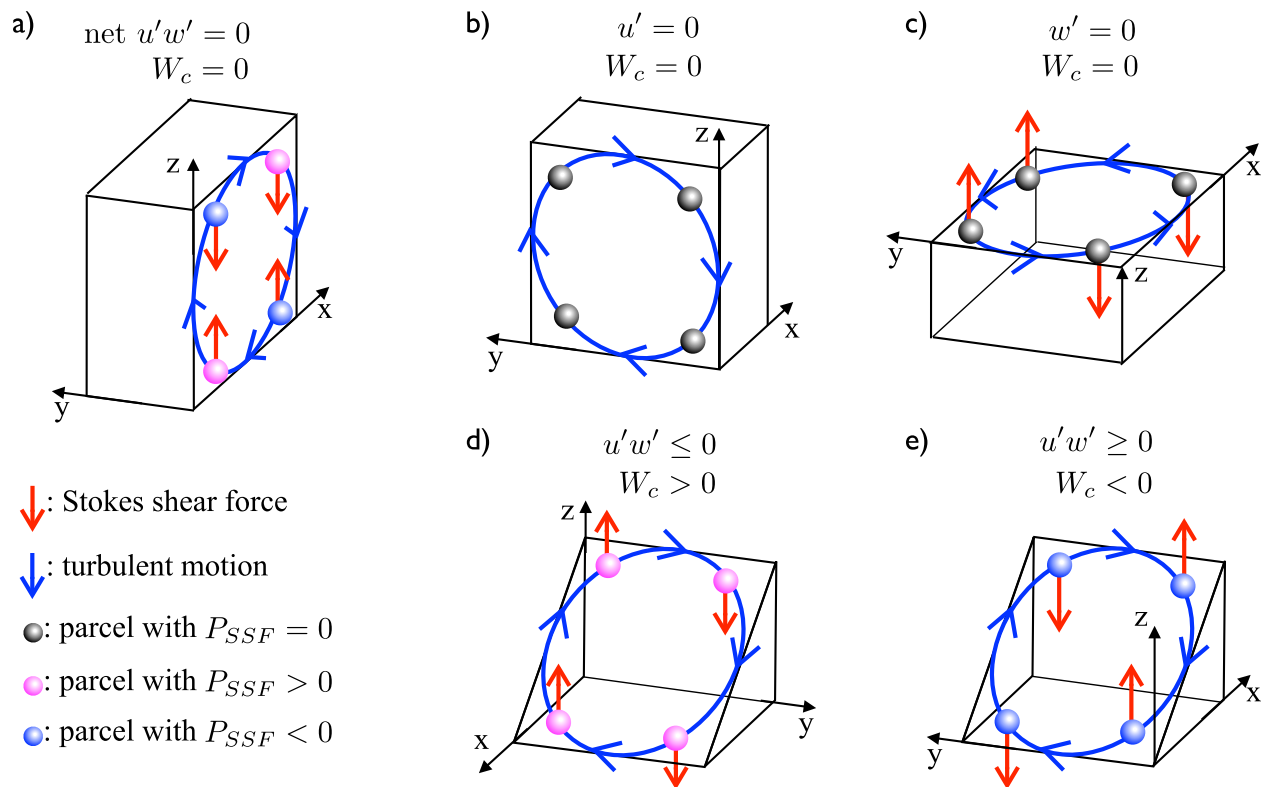 a)
net u′w′ = 0
W_c = 0
z
x
y
b)
u′ = 0
W_c = 0
z
x
y
c)
w′ = 0
W_c = 0
x
y
z
: Stokes shear force
: turbulent motion
: parcel with P_SSF = 0
: parcel with P_SSF > 0
: parcel with P_SSF < 0
d)
u′w′ ≤ 0
W_c > 0
z
y
x
e)
u′w′ ≥ 0
W_c < 0
z
x
y